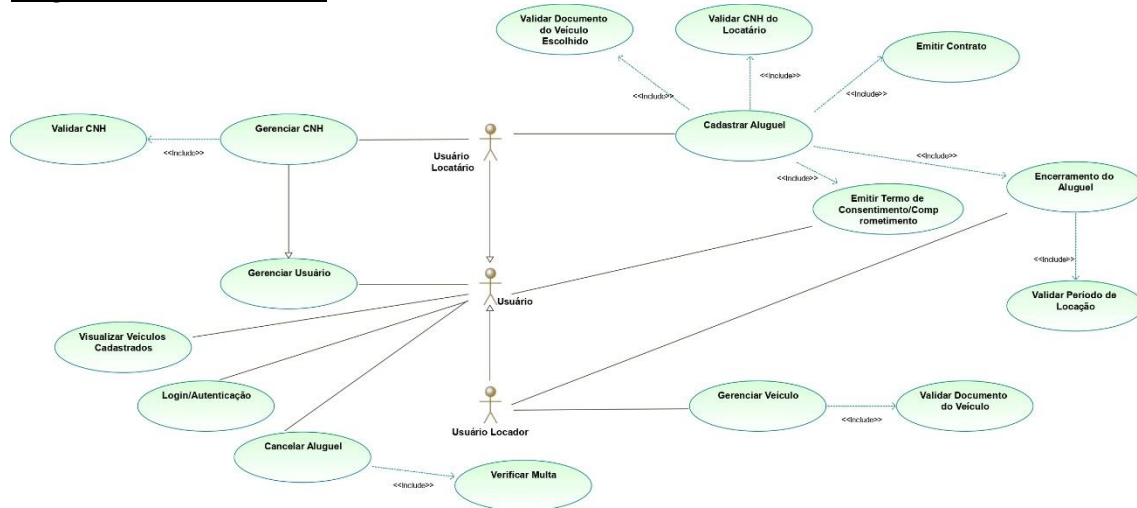 Validar Documento
do Veículo
Escolhido
Validar CNH do
Locatário
Emitir Contrato
<<Include>>
<<Include>>
<<Include>>
Validar CNH
<<Include>>
Gerenciar CNH
Usuário
Locatário
Cadastrar Aluguel
<<Include>>
<<Include>>
Encerramento do
Aluguel
Emitir Termo de
Consentimento/Comp
rometimento
<<Include>>
Gerenciar Usuário
Usuário
Validar Período de
Locação
Visualizar Veículos
Cadastrados
Login/Autenticação
Usuário Locador
Gerenciar Veículo
<<Include>>
Validar Documento
do Veículo
Cancelar Aluguel
<<Include>>
Verificar Multa